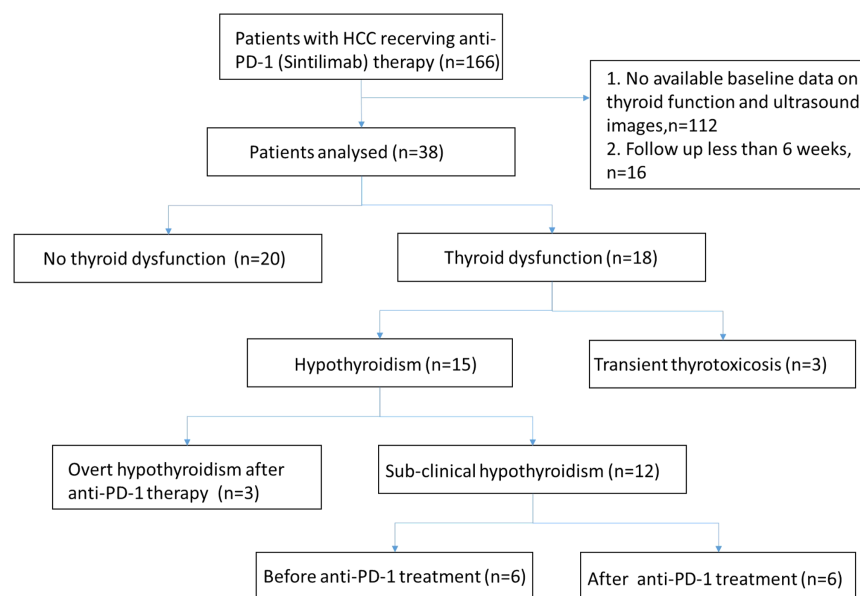 Patients with HCC recerving anti-
PD-1 (Sintilimab) therapy (n=166)
1. No available baseline data on
thyroid function and ultrasound
images,n=112
2. Follow up less than 6 weeks,
n=16
Patients analysed (n=38)
No thyroid dysfunction (n=20)
Thyroid dysfunction (n=18)
Hypothyroidism (n=15)
Transient thyrotoxicosis (n=3)
Overt hypothyroidism after
anti-PD-1 therapy (n=3)
Sub-clinical hypothyroidism (n=12)
Before anti-PD-1 treatment (n=6)
After anti-PD-1 treatment (n=6)